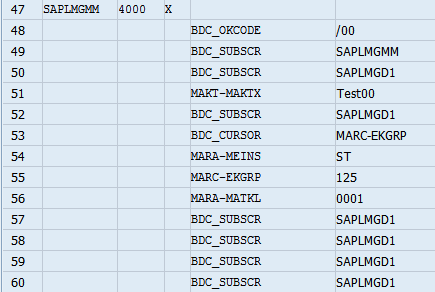 47 SAPLMGMM 4000 X
48 BDC_OKCODE /00
49 BDC_SUBSCR SAPLMGMM
50 BDC_SUBSCR SAPLMGD1
51 MAKT-MAKTX Test00
52 BDC_SUBSCR SAPLMGD1
53 BDC_CURSOR MARC-EKGRP
54 MARA-MEINS ST
55 MARC-EKGRP 125
56 MARA-MATKL 0001
57 BDC_SUBSCR SAPLMGD1
58 BDC_SUBSCR SAPLMGD1
59 BDC_SUBSCR SAPLMGD1
60 BDC_SUBSCR SAPLMGD1